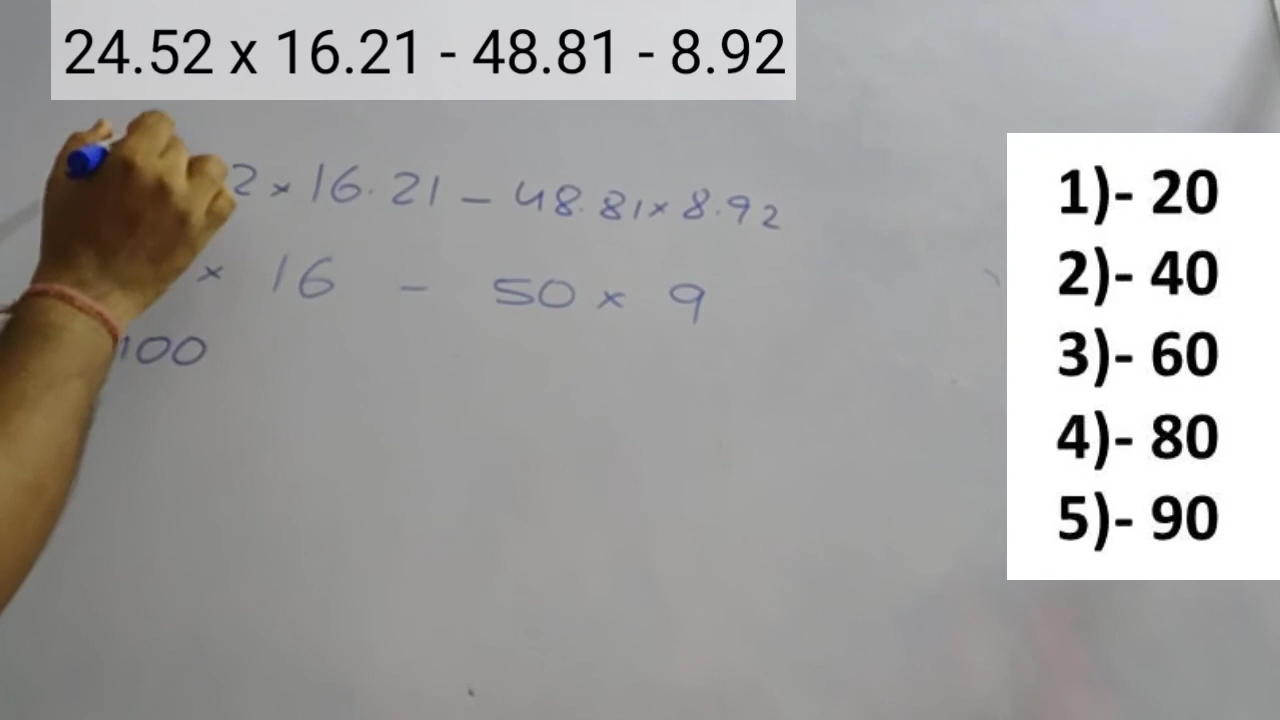 24.52 x 16.21 - 48.81 - 8.92
2 × 16.21 - 48.81 × 8.92
× 16 - 50 × 9
100
1)- 20
2)- 40
3)- 60
4)- 80
5)- 90